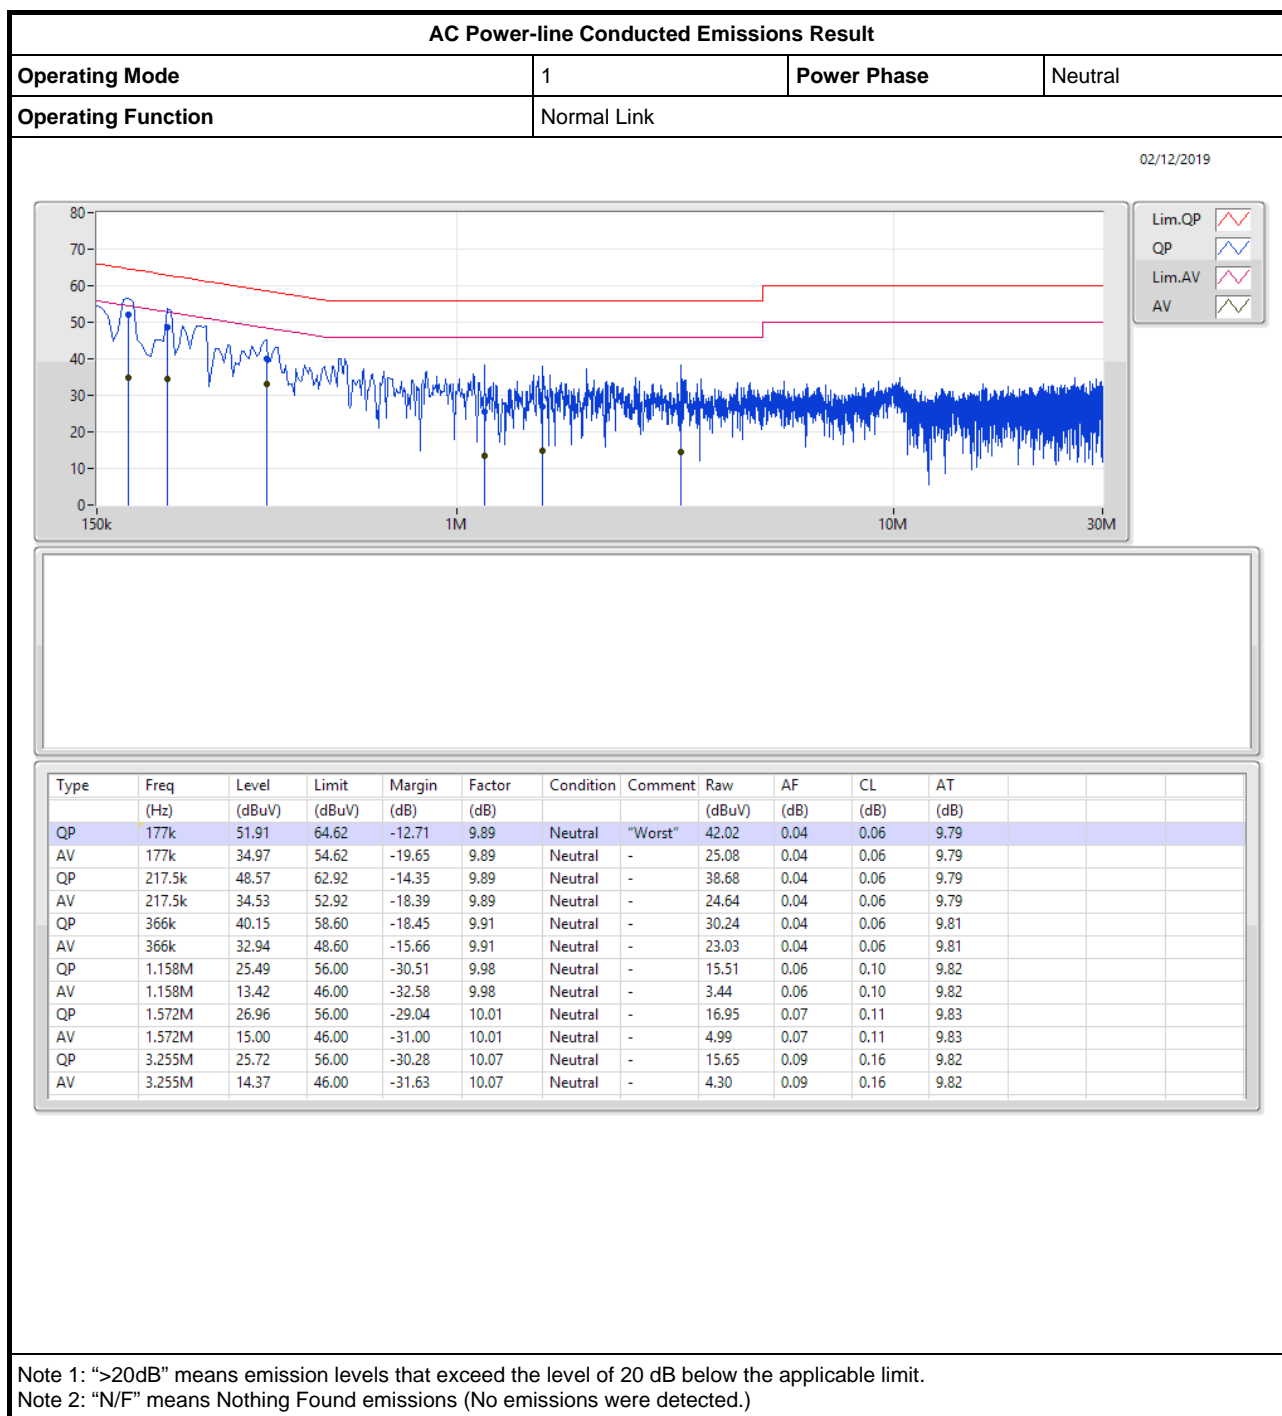 AC Power-line Conducted Emissions Result
Operating Mode 1 Power Phase Neutral
Operating Function Normal Link
02/12/2019
80
70
60
50
40
30
20
10
0
150k 1M 10M 30M
Lim.QP
QP
Lim.AV
AV
Type Freq Level Limit Margin Factor Condition Comment Raw AF CL AT
(Hz) (dBuV) (dBuV) (dB) (dB) (dBuV) (dB) (dB) (dB)
QP 177k 51.91 64.62 -12.71 9.89 Neutral "Worst" 42.02 0.04 0.06 9.79
AV 177k 34.97 54.62 -19.65 9.89 Neutral - 25.08 0.04 0.06 9.79
QP 217.5k 48.57 62.92 -14.35 9.89 Neutral - 38.68 0.04 0.06 9.79
AV 217.5k 34.53 52.92 -18.39 9.89 Neutral - 24.64 0.04 0.06 9.79
QP 366k 40.15 58.60 -18.45 9.91 Neutral - 30.24 0.04 0.06 9.81
AV 366k 32.94 48.60 -15.66 9.91 Neutral - 23.03 0.04 0.06 9.81
QP 1.158M 25.49 56.00 -30.51 9.98 Neutral - 15.51 0.06 0.10 9.82
AV 1.158M 13.42 46.00 -32.58 9.98 Neutral - 3.44 0.06 0.10 9.82
QP 1.572M 26.96 56.00 -29.04 10.01 Neutral - 16.95 0.07 0.11 9.83
AV 1.572M 15.00 46.00 -31.00 10.01 Neutral - 4.99 0.07 0.11 9.83
QP 3.255M 25.72 56.00 -30.28 10.07 Neutral - 15.65 0.09 0.16 9.82
AV 3.255M 14.37 46.00 -31.63 10.07 Neutral - 4.30 0.09 0.16 9.82
Note 1: “>20dB” means emission levels that exceed the level of 20 dB below the applicable limit.
Note 2: “N/F” means Nothing Found emissions (No emissions were detected.)